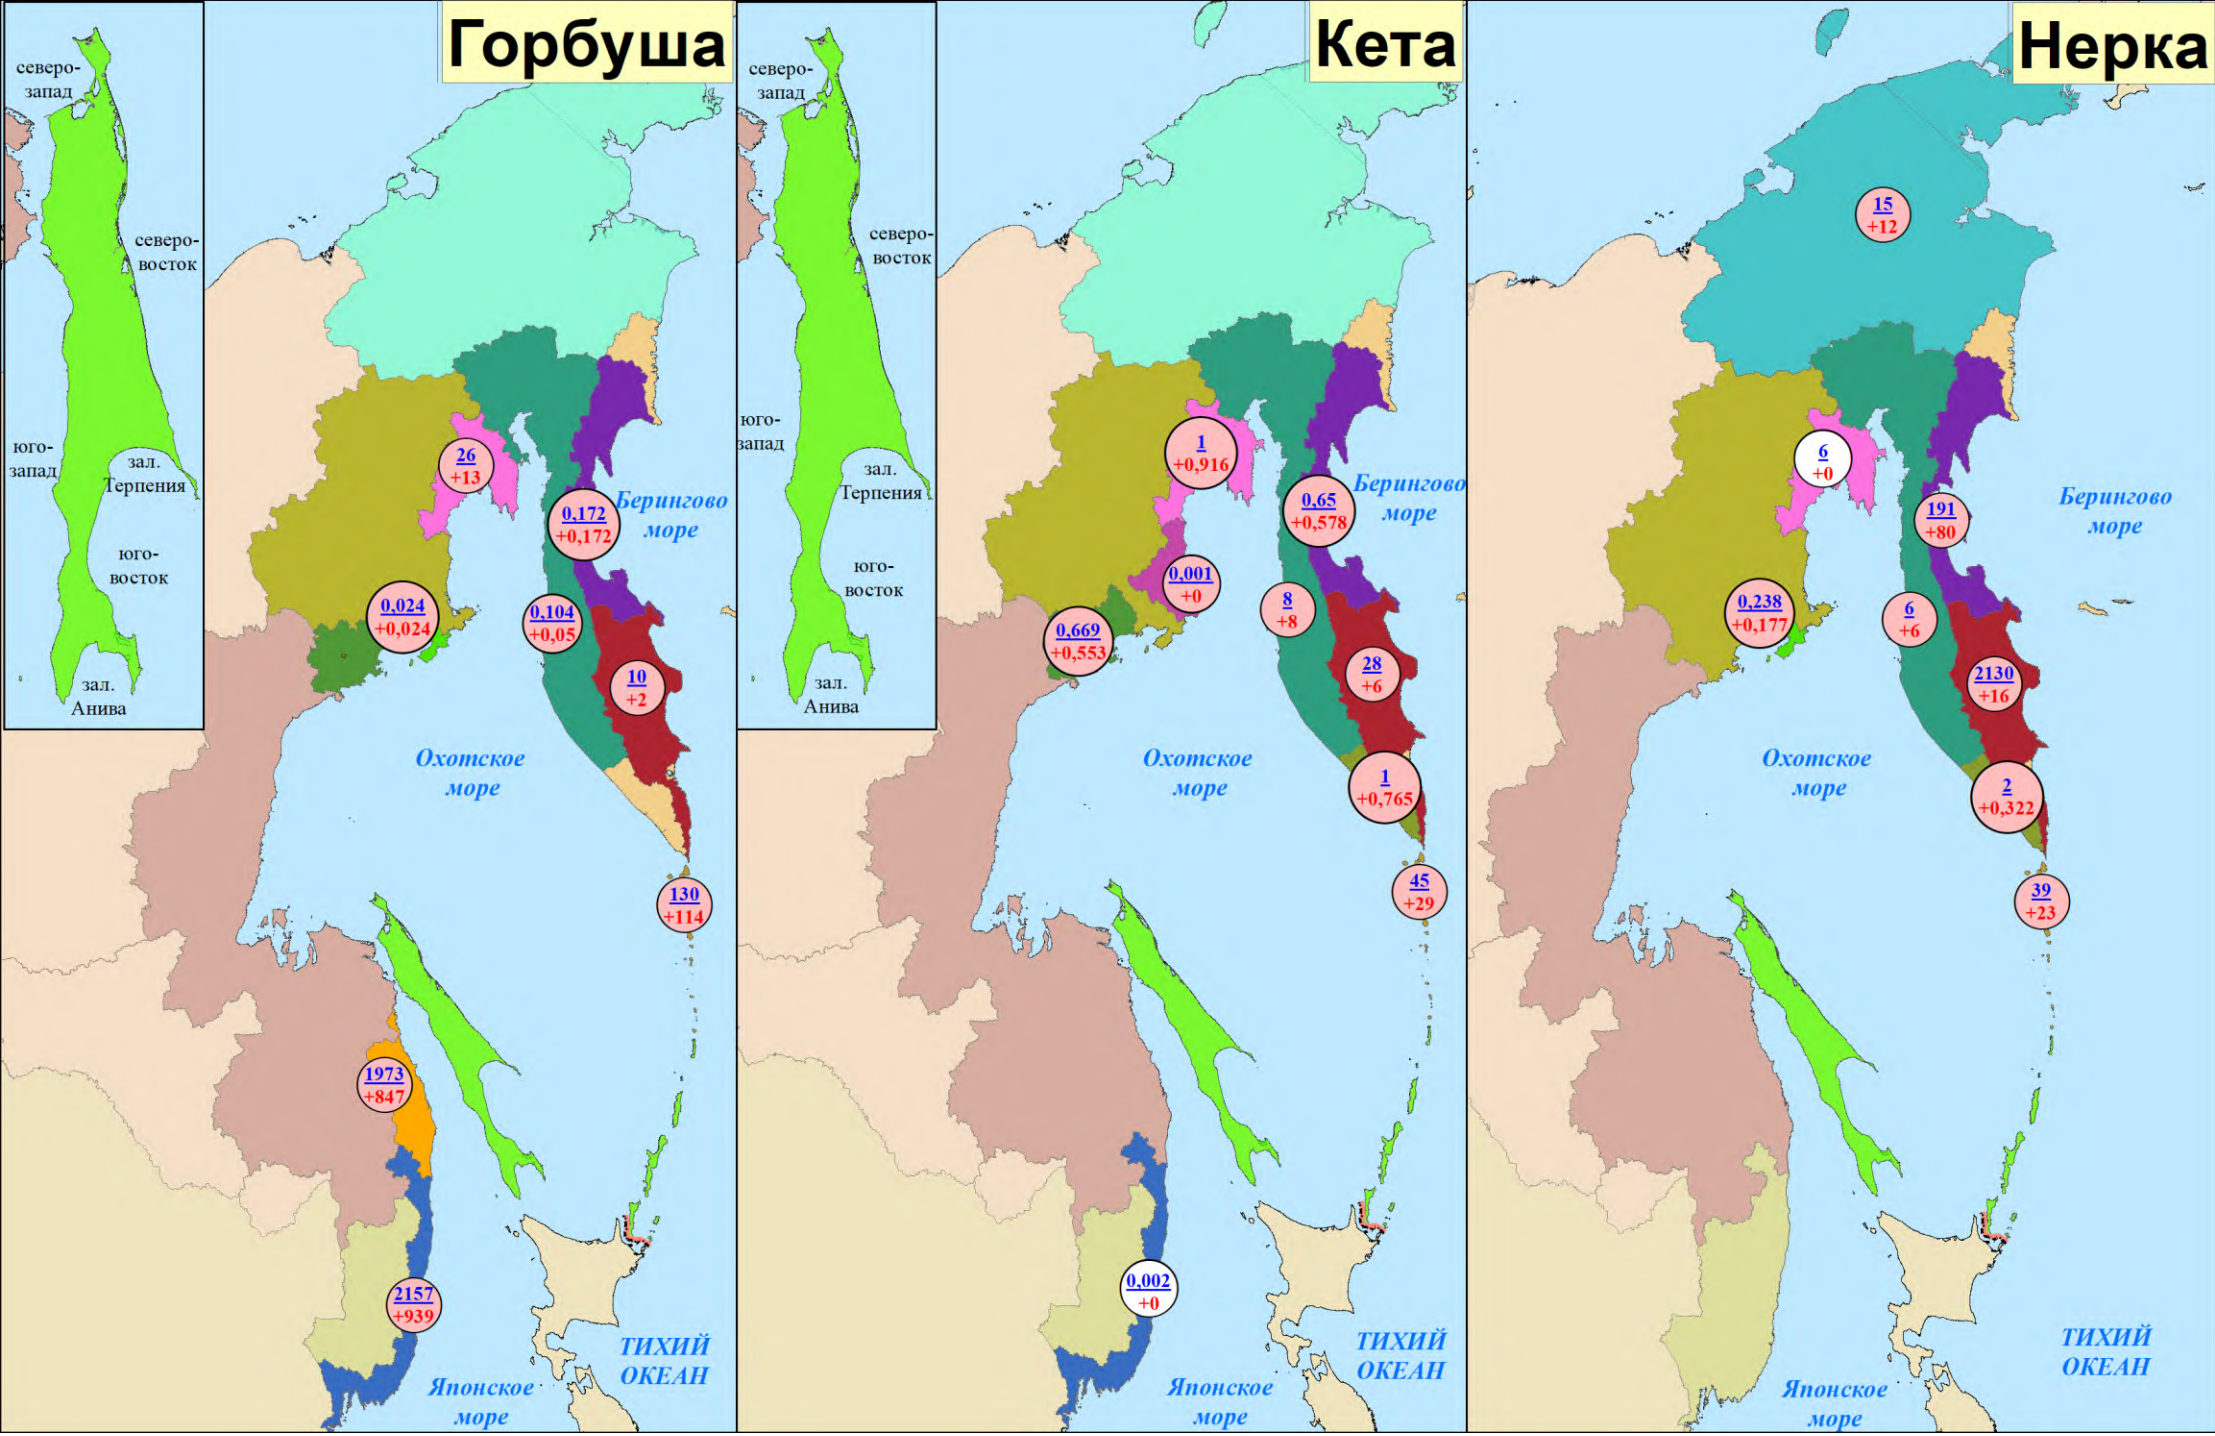 Горбуша
северо-
запад
северо-
восток
юго-
запад
зал.
Терпения
юго-
восток
зал.
Анива
26
+13
0,172
+0,172
Берингово
море
0,024
+0,024
0,104
+0,05
10
+2
Охотское
море
130
+114
1973
+847
2157
+939
ТИХИЙ
ОКЕАН
Японское
море
Кета
северо-
запад
северо-
восток
юго-
запад
зал.
Терпения
юго-
восток
зал.
Анива
1
+0,916
0,65
+0,578
Берингово
море
0,001
+0
8
+8
0,669
+0,553
28
+6
Охотское
море
1
+0,765
45
+29
0,002
+0
ТИХИЙ
ОКЕАН
Японское
море
Нерка
15
+12
6
+0
191
+80
Берингово
море
0,238
+0,177
6
+6
2130
+16
Охотское
море
2
+0,322
39
+23
ТИХИЙ
ОКЕАН
Японское
море